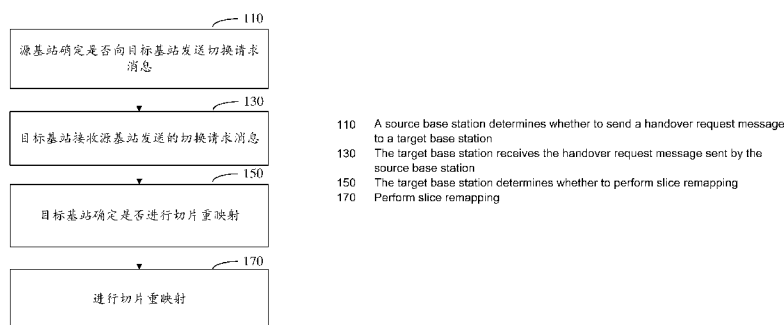 110
源基站确定是否向目标基站发送切换请求
消息
130
目标基站接收源基站发送的切换请求消息
150
目标基站确定是否进行切片重映射
170
进行切片重映射
110 A source base station determines whether to send a handover request message
to a target base station
130 The target base station receives the handover request message sent by the
source base station
150 The target base station determines whether to perform slice remapping
170 Perform slice remapping